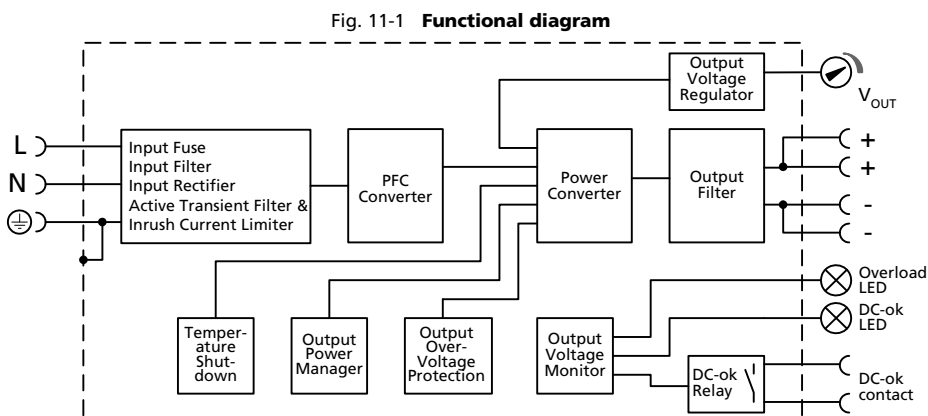 Fig. 11-1 Functional diagram
Output
Voltage
Regulator
VOUT
L
N
Input Fuse
Input Filter
Input Rectifier
Active Transient Filter &
Inrush Current Limiter
PFC
Converter
Power
Converter
Output
Filter
+
+
-
-
Overload
LED
DC-ok
LED
Temper-
ature
Shut-
down
Output
Power
Manager
Output
Over-
Voltage
Protection
Output
Voltage
Monitor
DC-ok
Relay
DC-ok
contact